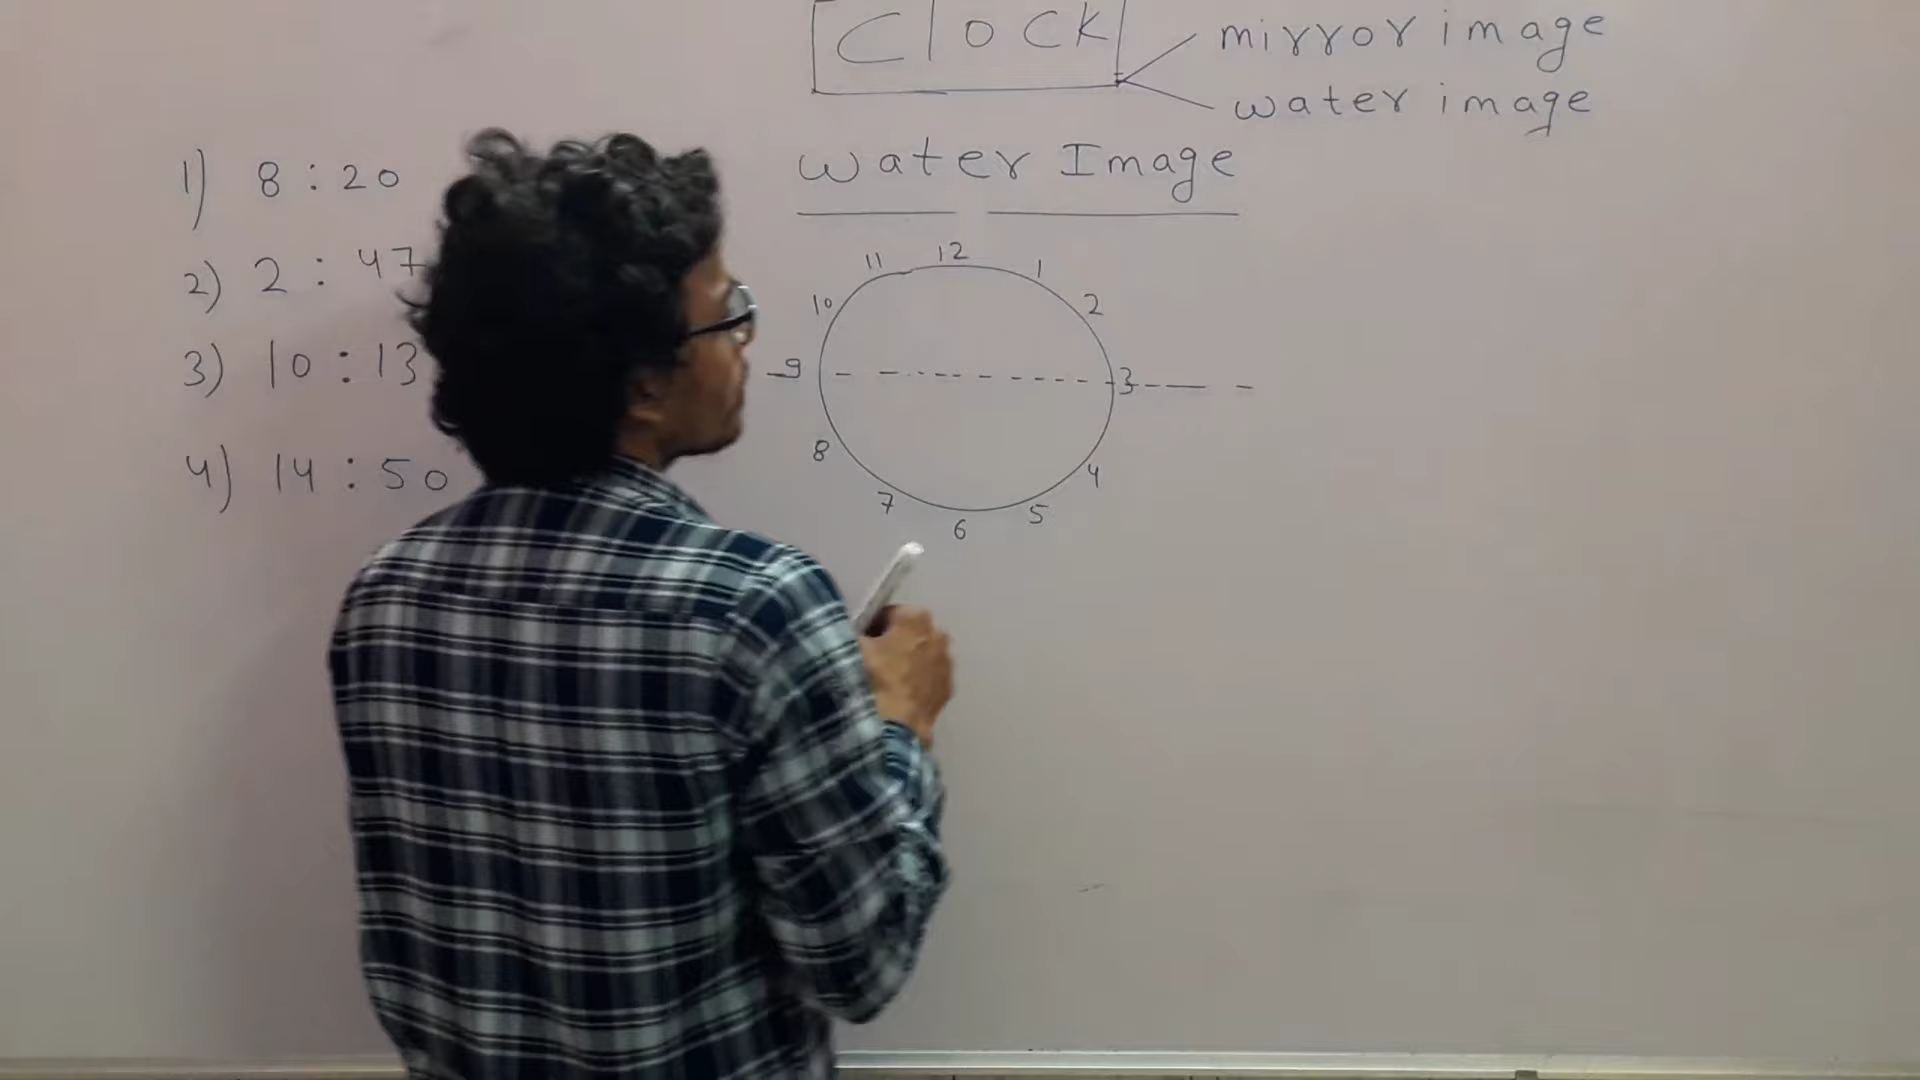 Clock
mirror image
water image
Water Image
1) 8 : 20
2) 2 : 47
3) 10 : 13
4) 14 : 50
12
11
1
10
2
9
3
8
4
7
5
6